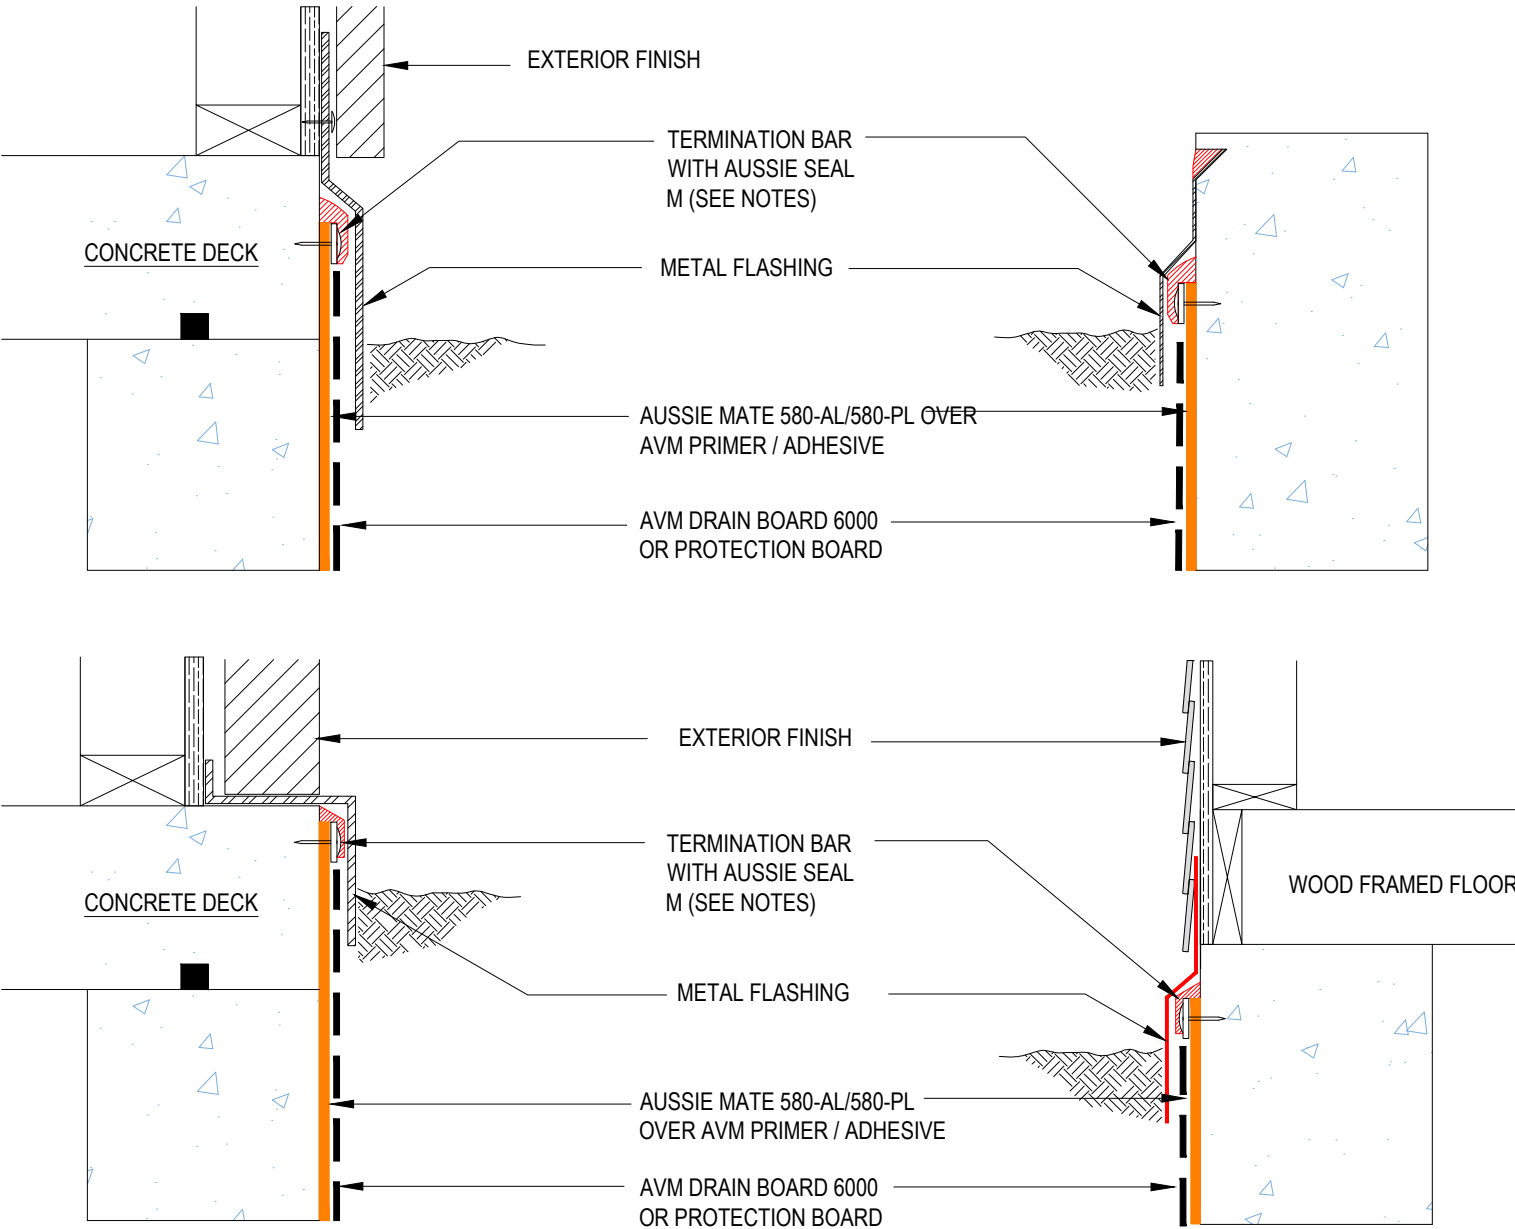 EXTERIOR FINISH
TERMINATION BAR
WITH AUSSIE SEAL
M (SEE NOTES)
CONCRETE DECK
METAL FLASHING
AUSSIE MATE 580-AL/580-PL OVER
AVM PRIMER / ADHESIVE
AVM DRAIN BOARD 6000
OR PROTECTION BOARD
EXTERIOR FINISH
TERMINATION BAR
WITH AUSSIE SEAL
M (SEE NOTES)
CONCRETE DECK
WOOD FRAMED FLOOR
METAL FLASHING
AUSSIE MATE 580-AL/580-PL
OVER AVM PRIMER / ADHESIVE
AVM DRAIN BOARD 6000
OR PROTECTION BOARD